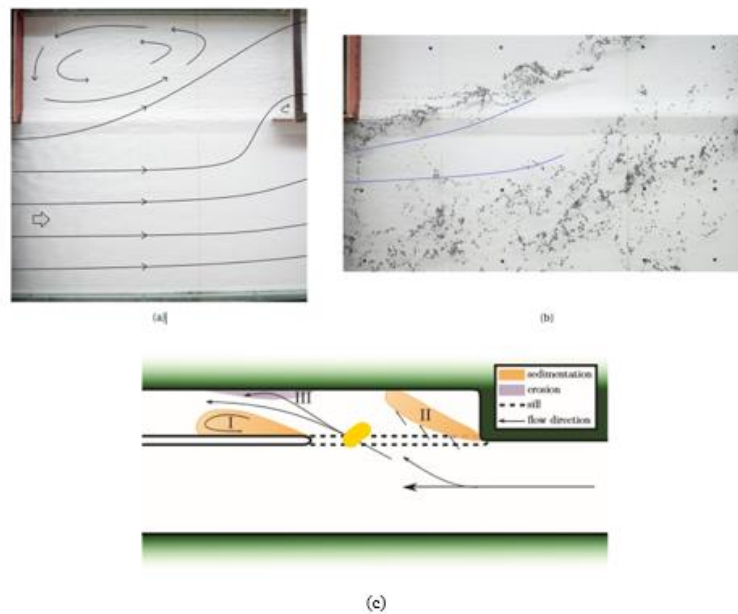 (a)
(b)
III
I
II
sedimentation
erosion
sill
flow direction
(c)